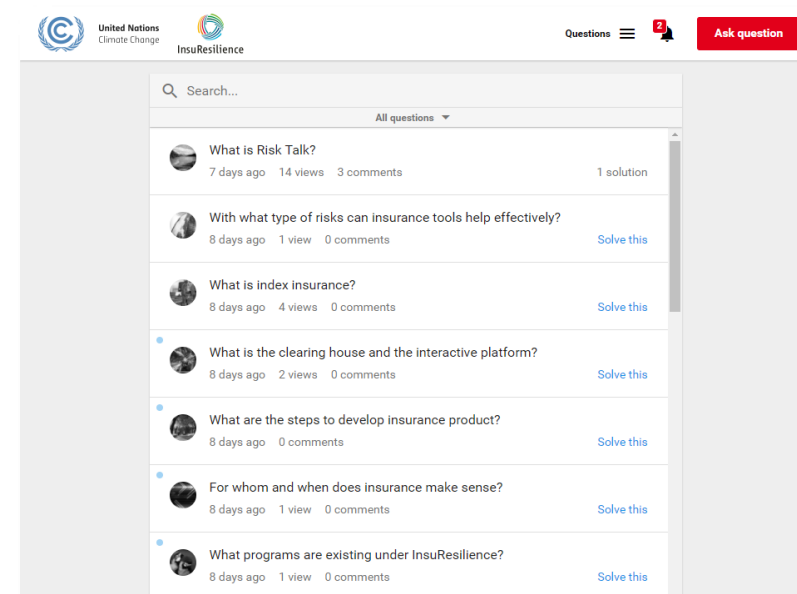 United Nations
Climate Change
InsuResilience
Questions
2
Ask question
Search...
All questions
What is Risk Talk?
7 days ago 14 views 3 comments 1 solution
With what type of risks can insurance tools help effectively?
8 days ago 1 view 0 comments Solve this
What is index insurance?
8 days ago 4 views 0 comments Solve this
What is the clearing house and the interactive platform?
8 days ago 2 views 0 comments Solve this
What are the steps to develop insurance product?
8 days ago 0 comments Solve this
For whom and when does insurance make sense?
8 days ago 1 view 0 comments Solve this
What programs are existing under InsuResilience?
8 days ago 1 view 0 comments Solve this